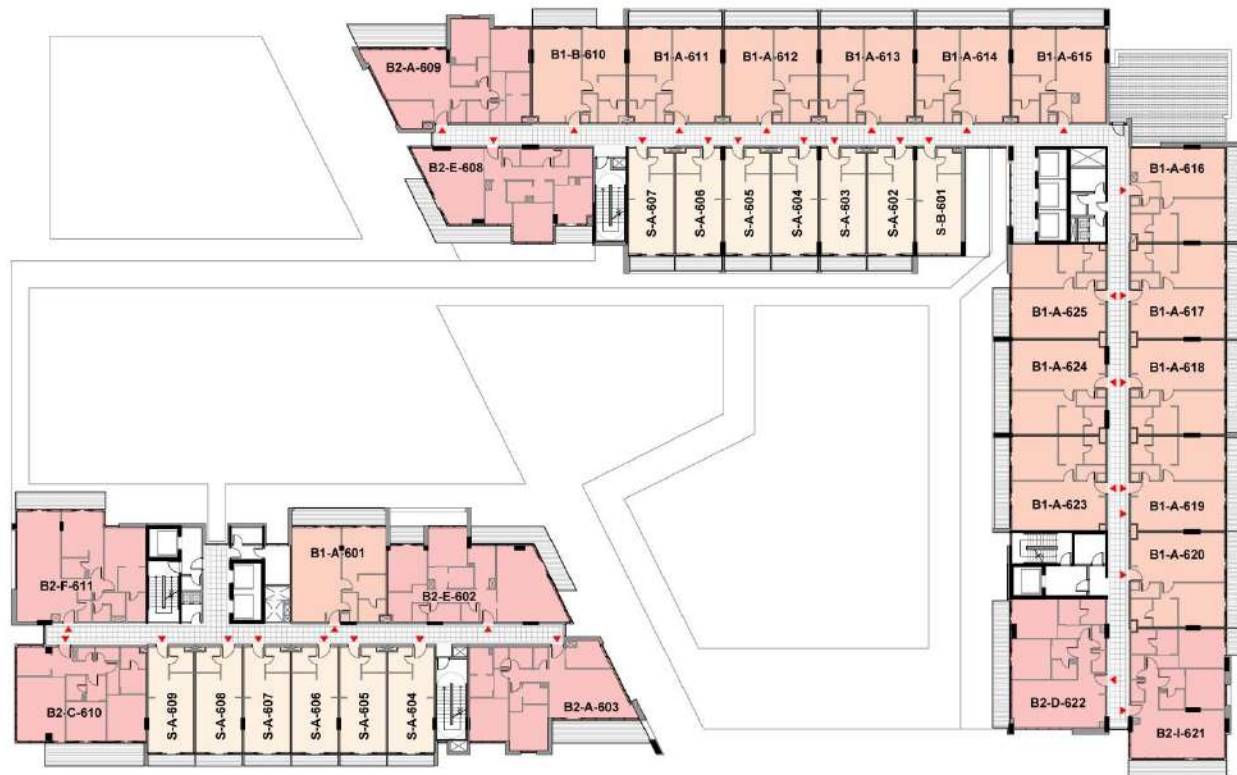 B2-A-609
B1-B-610
B1-A-611
B1-A-612
B1-A-613
B1-A-614
B1-A-615
B2-E-608
S-A-607
S-A-606
S-A-605
S-A-604
S-A-603
S-A-602
S-B-601
B1-A-616
B1-A-625
B1-A-617
B1-A-624
B1-A-618
B1-A-623
B1-A-619
B1-A-620
B2-D-622
B2-I-621
B2-F-611
B1-A-601
B2-E-602
B2-C-610
S-A-609
S-A-608
S-A-607
S-A-606
S-A-605
S-A-604
B2-A-603